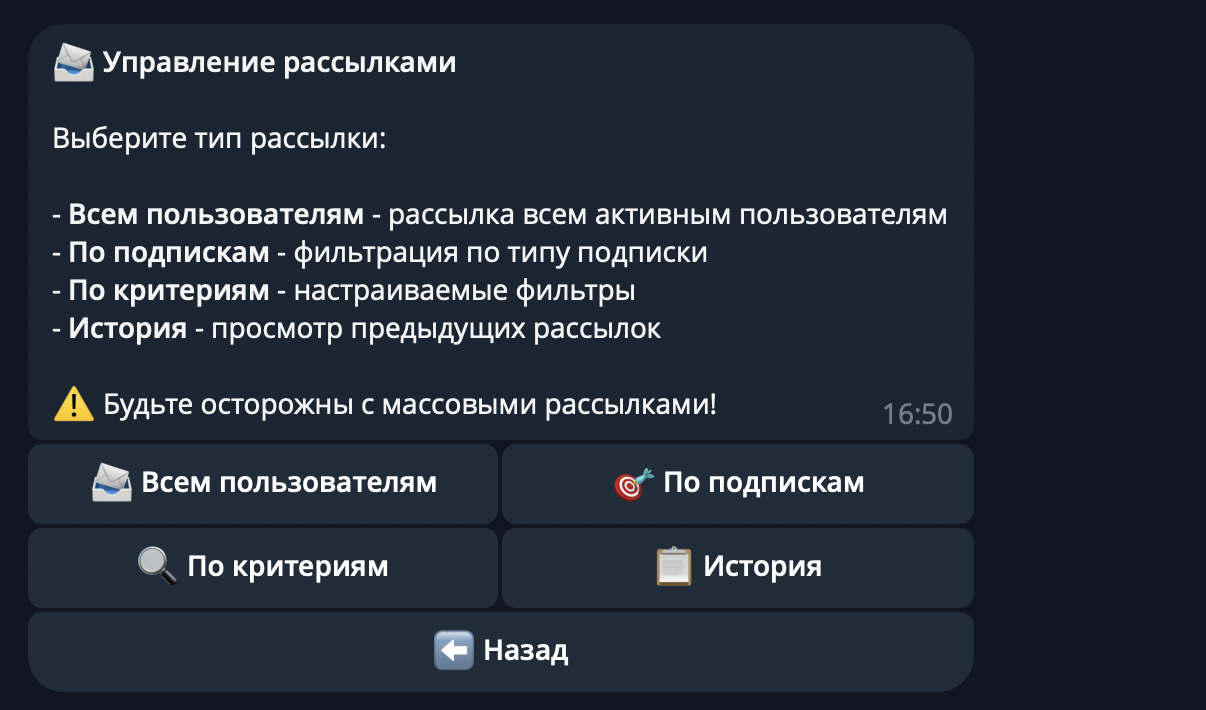 📨 Управление рассылками
Выберите тип рассылки:
- Всем пользователям - рассылка всем активным пользователям
- По подпискам - фильтрация по типу подписки
- По критериям - настраиваемые фильтры
- История - просмотр предыдущих рассылок
⚠️ Будьте осторожны с массовыми рассылками!
16:50
📨 Всем пользователям
🎯 По подпискам
🔍 По критериям
📋 История
⬅️ Назад